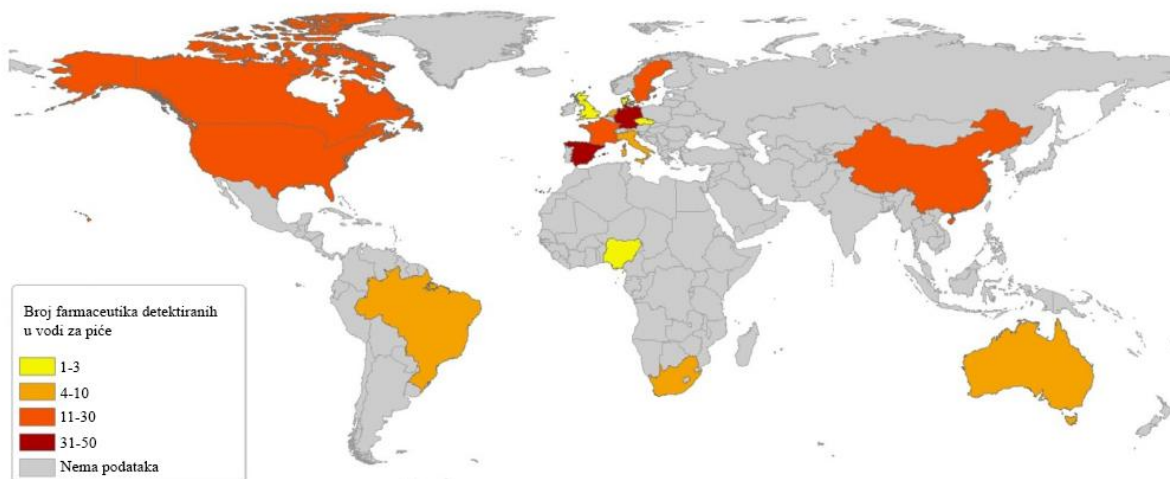 Broj farmaceutika detektiranih
u vodi za piće
1-3
4-10
11-30
31-50
Nema podataka